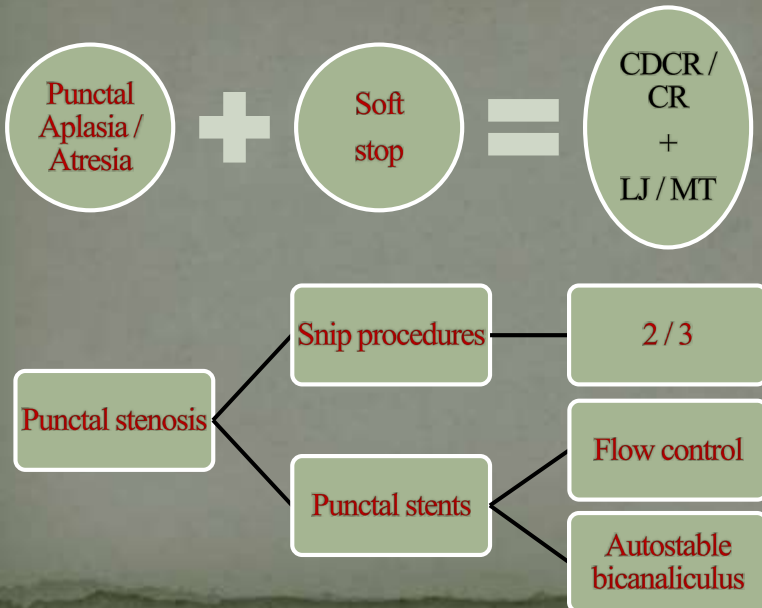 Punctal
Aplasia /
Atresia
Soft
stop
CDCR /
CR
+
LJ / MT
Punctal stenosis
Snip procedures
2 / 3
Punctal stents
Flow control
Autostable
bicanaliculus